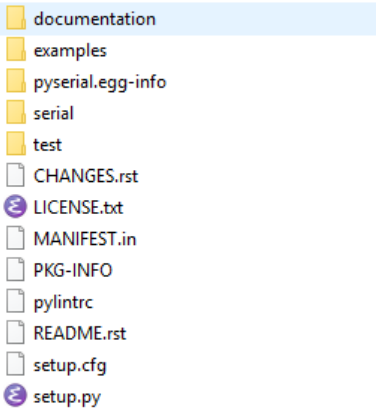 documentation
examples
pyserial.egg-info
serial
test
CHANGES.rst
LICENSE.txt
MANIFEST.in
PKG-INFO
pylintrc
README.rst
setup.cfg
setup.py